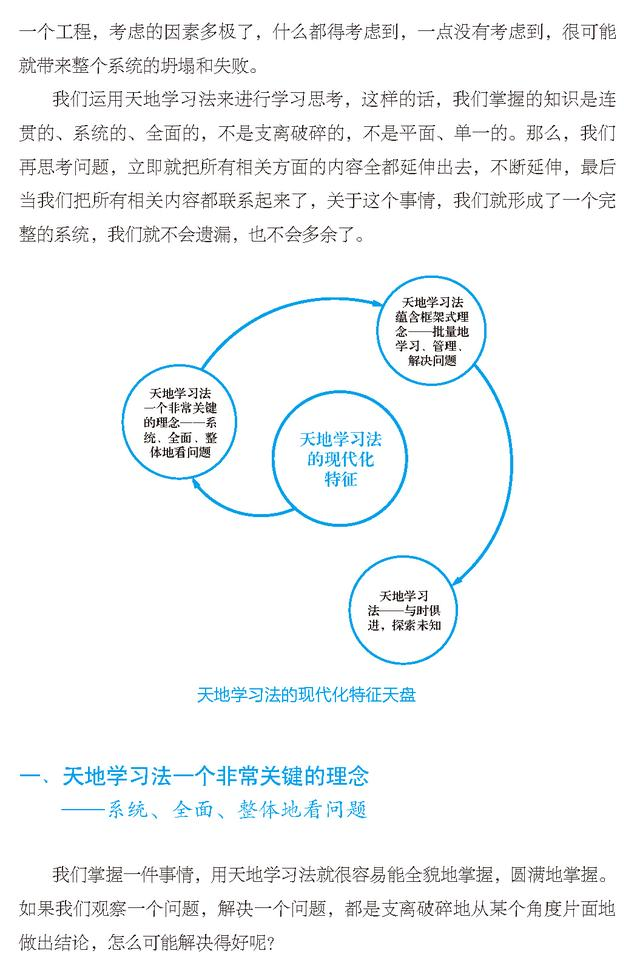 一个工程，考虑的因素多极了，什么都得考虑到，一点没有考虑到，很可能
就带来整个系统的坍塌和失败。
我们运用天地学习法来进行学习思考，这样的话，我们掌握的知识是连
贯的、系统的、全面的，不是支离破碎的，不是平面、单一的。那么，我们
再思考问题，立即就把所有相关方面的内容全都延伸出去，不断延伸，最后
当我们把所有相关内容都联系起来了，关于这个事情，我们就形成了一个完
整的系统，我们就不会遗漏，也不会多余了。
天地学习法
蕴含框架式理
念——批量地
学习、管理、
解决问题
天地学习法
一个非常关键
的理念——系
统、全面、整
体地看问题
天地学习法
的现代化
特征
天地学习
法——与时俱
进，探索未知
天地学习法的现代化特征天盘
一、天地学习法一个非常关键的理念
——系统、全面、整体地看问题
我们掌握一件事情，用天地学习法就很容易能全貌地掌握，圆满地掌握。
如果我们观察一个问题，解决一个问题，都是支离破碎地从某个角度片面地
做出结论，怎么可能解决得好呢？